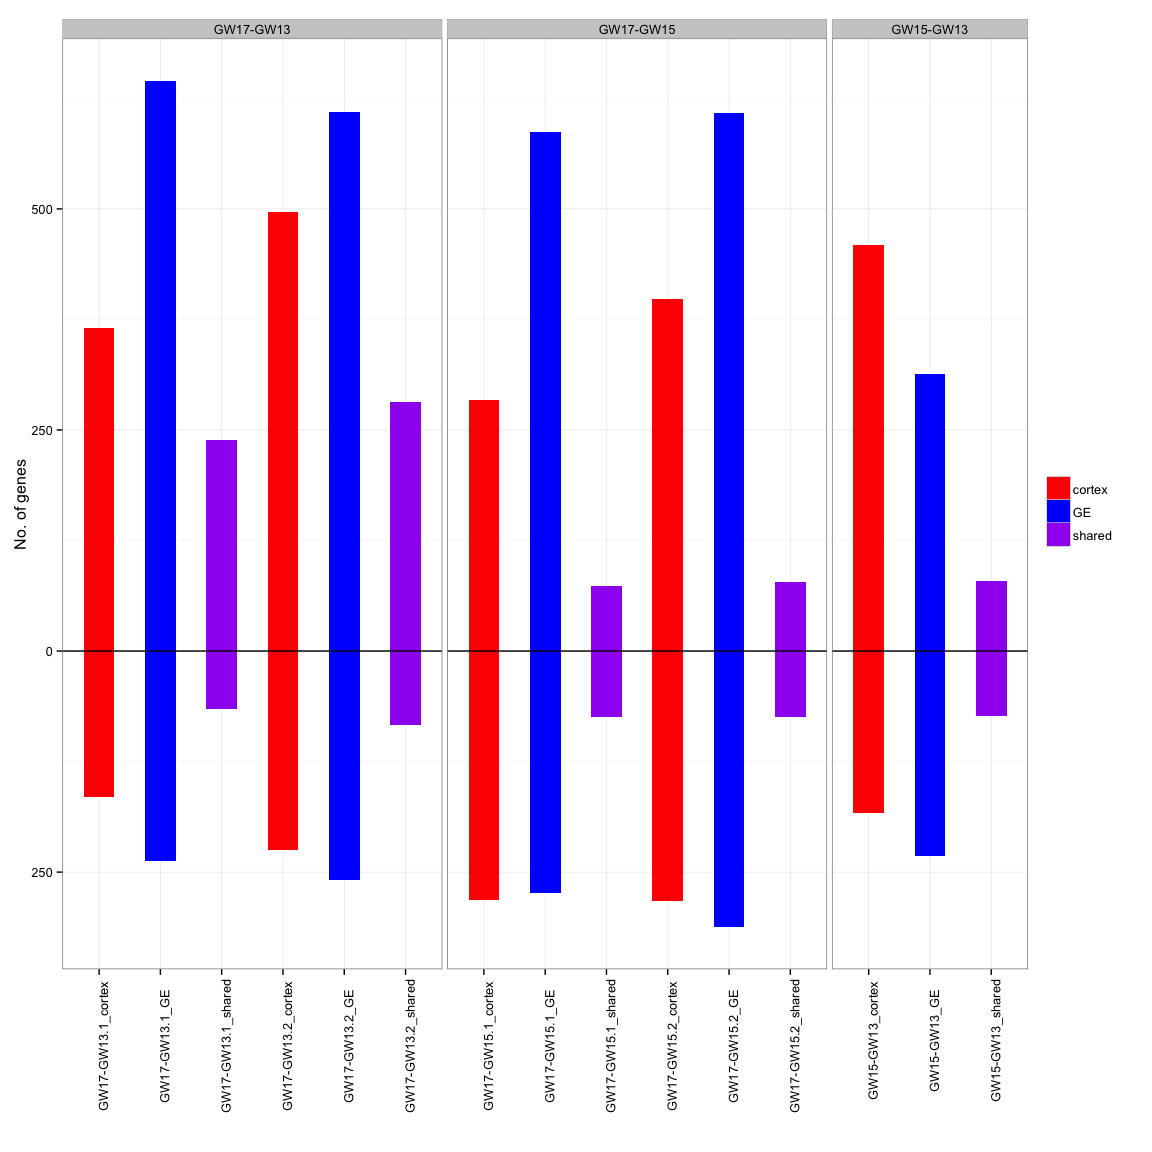 GW17-GW13
GW17-GW15
GW15-GW13
No. of genes
500
250
0
250
GW17-GW13.1_cortex
GW17-GW13.1_GE
GW17-GW13.1_shared
GW17-GW13.2_cortex
GW17-GW13.2_GE
GW17-GW13.2_shared
GW17-GW15.1_cortex
GW17-GW15.1_GE
GW17-GW15.1_shared
GW17-GW15.2_cortex
GW17-GW15.2_GE
GW17-GW15.2_shared
GW15-GW13_cortex
GW15-GW13_GE
GW15-GW13_shared
cortex
GE
shared